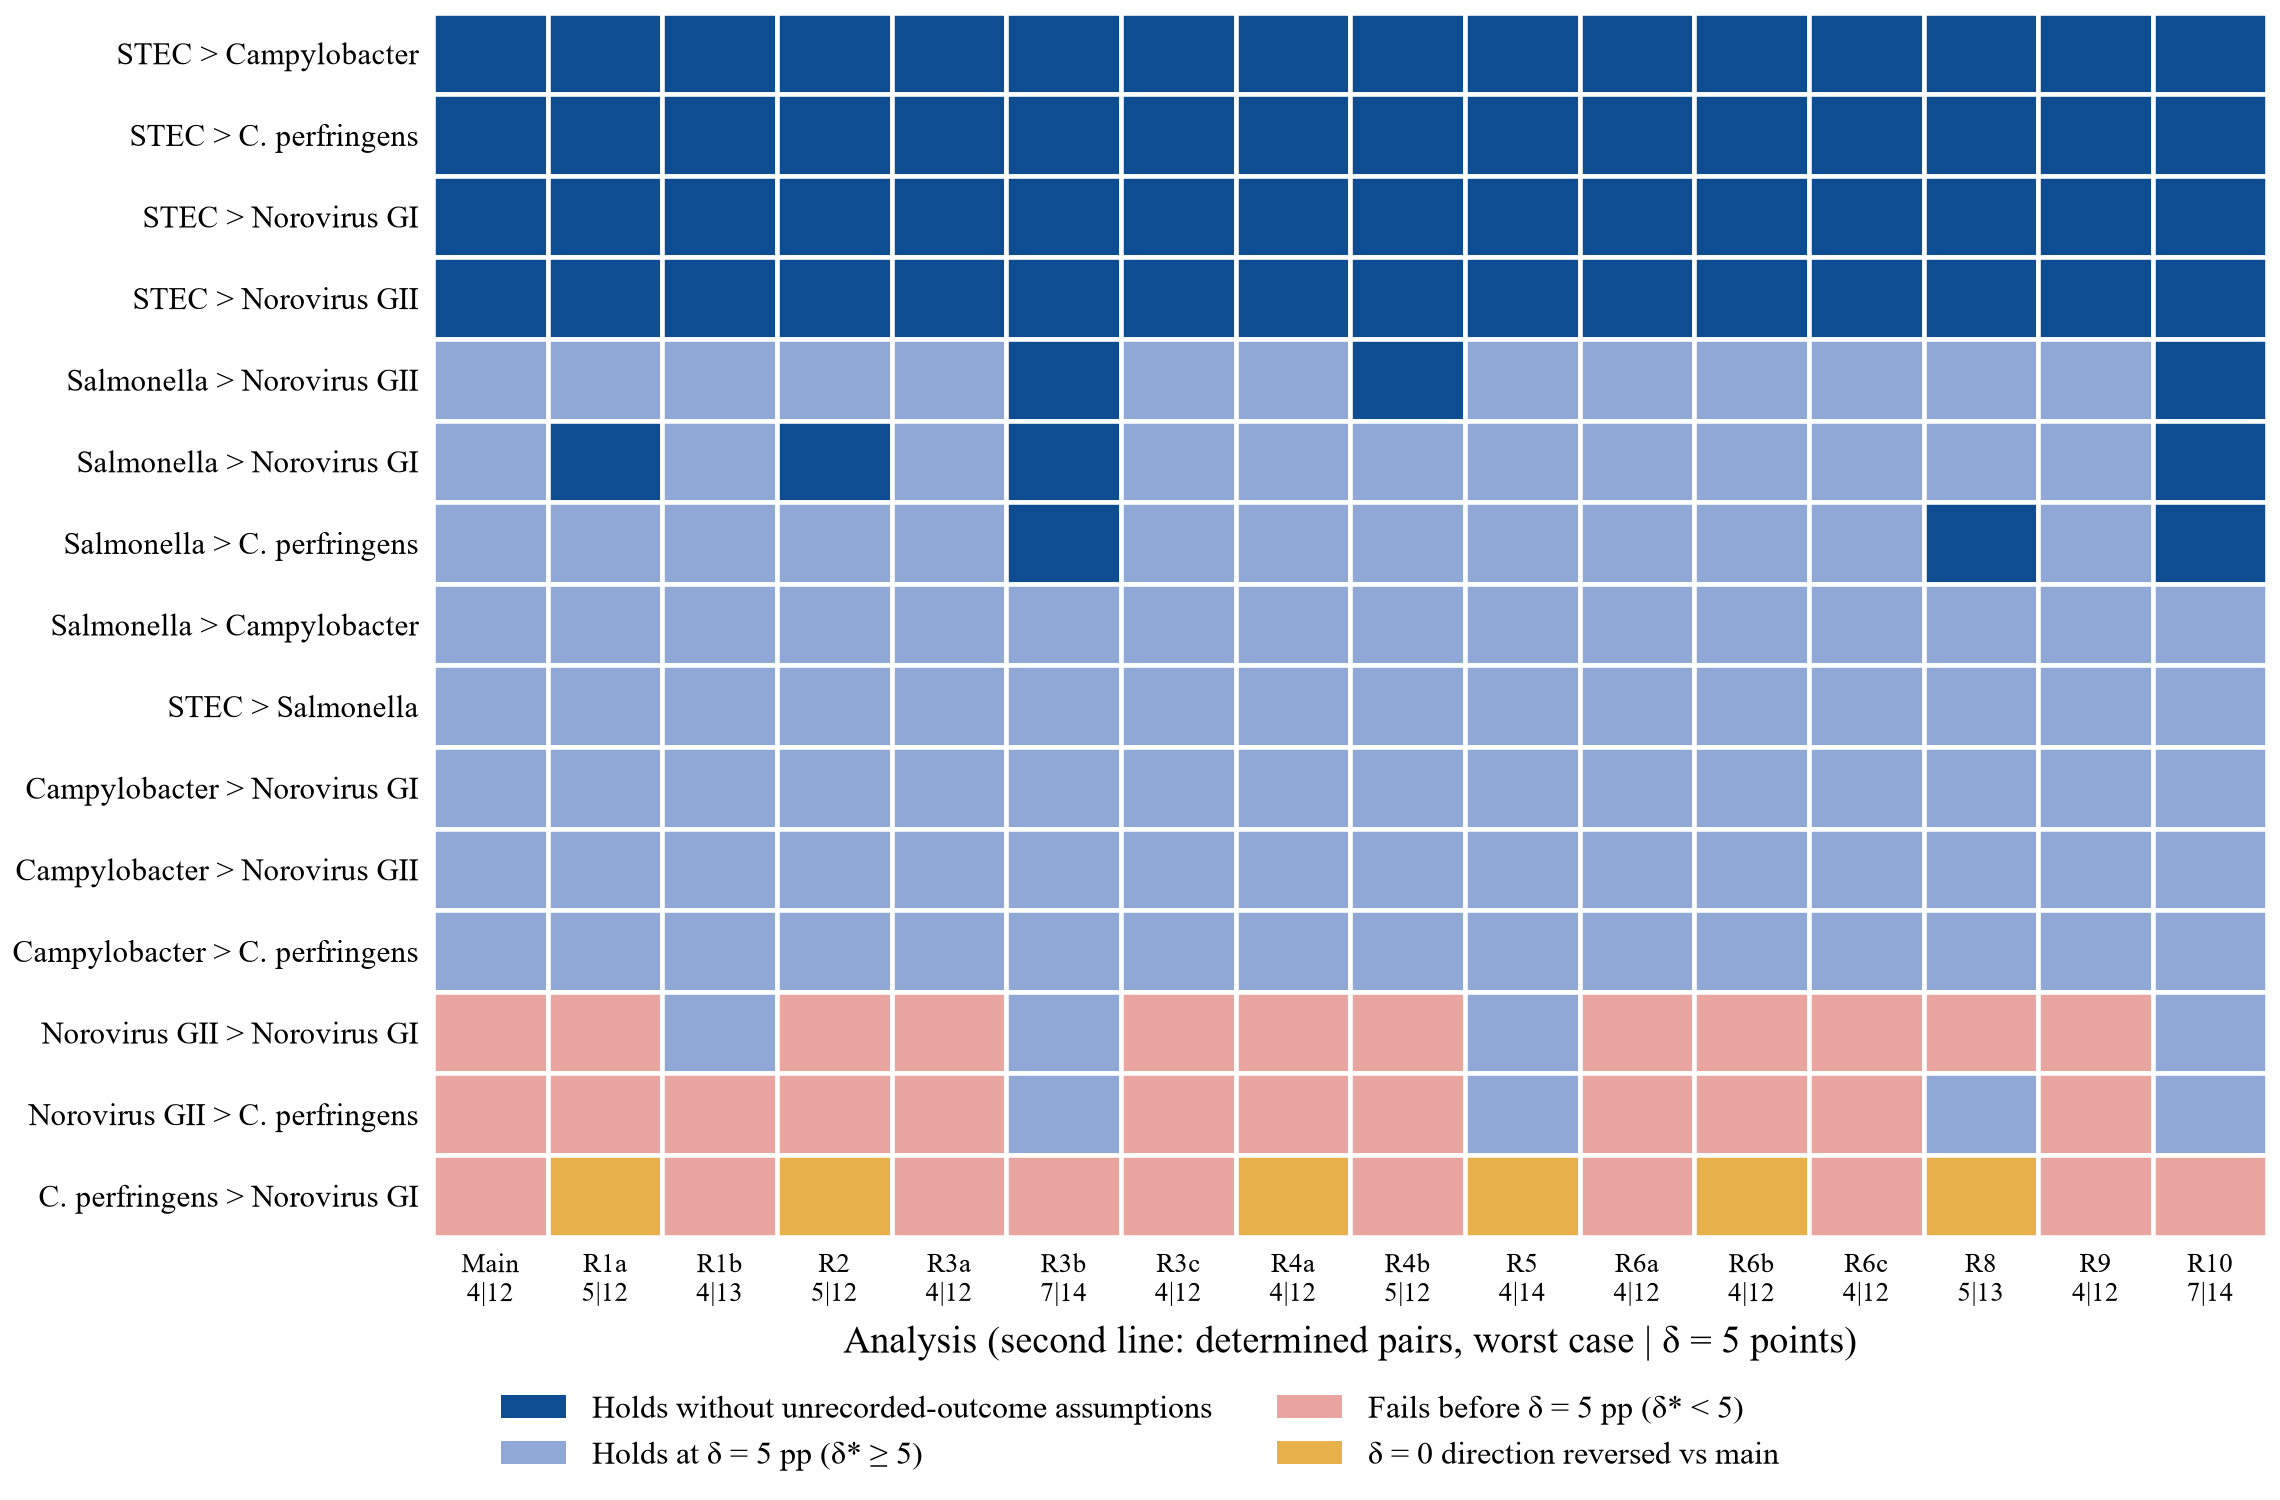 STEC > Campylobacter
STEC > C. perfringens
STEC > Norovirus GI
STEC > Norovirus GII
Salmonella > Norovirus GII
Salmonella > Norovirus GI
Salmonella > C. perfringens
Salmonella > Campylobacter
STEC > Salmonella
Campylobacter > Norovirus GI
Campylobacter > Norovirus GII
Campylobacter > C. perfringens
Norovirus GII > Norovirus GI
Norovirus GII > C. perfringens
C. perfringens > Norovirus GI
Main R1a R1b R2 R3a R3b R3c R4a R4b R5 R6a R6b R6c R8 R9 R10
4|12 5|12 4|13 5|12 4|12 7|14 4|12 4|12 5|12 4|14 4|12 4|12 4|12 5|13 4|12 7|14
Analysis (second line: determined pairs, worst case | δ = 5 points)
Holds without unrecorded-outcome assumptions
Holds at δ = 5 pp (δ* ≥ 5)
Fails before δ = 5 pp (δ* < 5)
δ = 0 direction reversed vs main